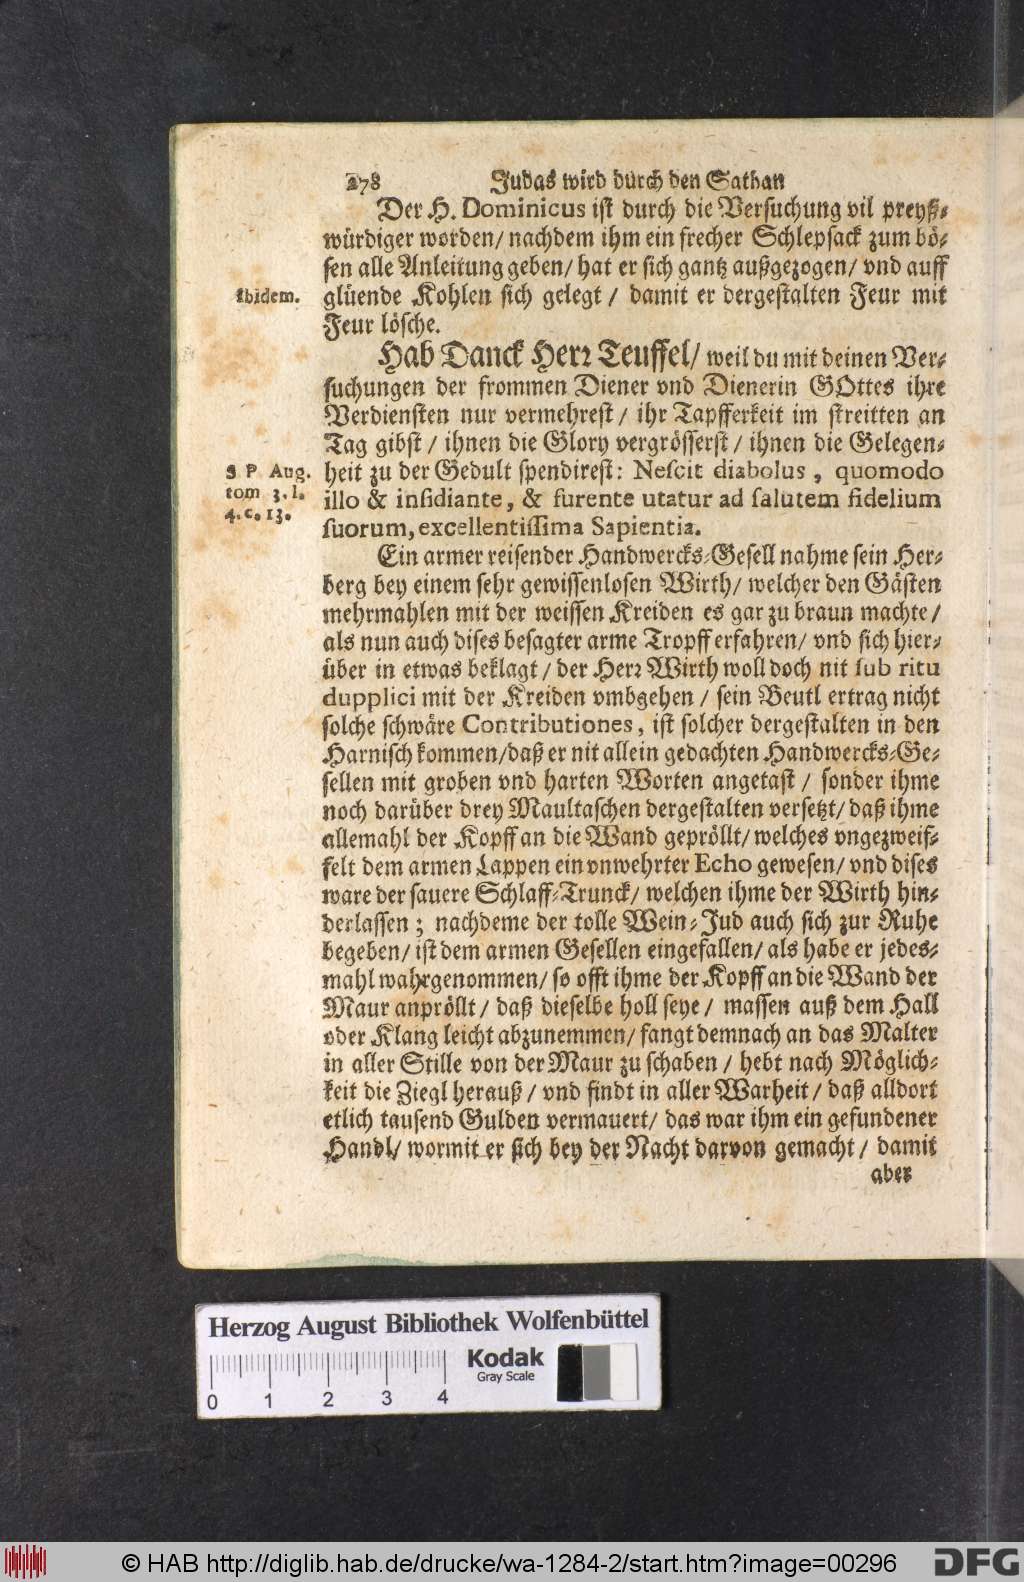 278 Judas wird durch den Sathan
Der H. Dominicus ist durch die Versuchung vil preyß-
würdiger worden/ nachdem ihm ein frecher Schlepsack zum bö-
sen alle Anleitung geben/ hat er sich gantz außgezogen/ vnd auff
Ibidem.
glüende Kohlen sich gelegt / damit er dergestalten Feur mit
Feur lösche.
Hab Danck Herr Teuffel/ weil du mit deinen Ver-
suchungen der frommen Diener vnd Dienerin GOttes ihre
Verdiensten nur vermehrest / ihr Tapfferkeit im streitten an
Tag gibst / ihnen die Glory vergrösserst / ihnen die Gelegen-
S P Aug.
tom 3. l.
4. c. 13.
heit zu der Gedult spendirest: Nescit diabolus, quomodo
illo & insidiante, & furente utatur ad salutem fidelium
suorum, excellentissima Sapientia.
Ein armer reisender Handwercks-Gesell nahme sein Her-
berg bey einem sehr gewissenlosen Wirth/ welcher den Gästen
mehrmahlen mit der weissen Kreiden es gar zu braun machte /
als nun auch dises besagter arme Tropff erfahren/ vnd sich hier-
über in etwas beklagt / der Herr Wirth woll doch nit sub ritu
dupplici mit der Kreiden vmbgehen / sein Beutl ertrag nicht
solche schwäre Contributiones, ist solcher dergestalten in den
Harnisch kommen/daß er nit allein gedachten Handwercks-Ge-
sellen mit groben vnd harten Worten angetast / sonder ihme
noch darüber drey Maultaschen dergestalten versetzt/ daß ihme
allemahl der Kopff an die Wand gepröllt/ welches vngezweif-
felt dem armen Lappen ein vnwehrter Echo gewesen/ vnd dises
ware der sauere Schlaff-Trunck/ welchen ihme der Wirth hin-
derlassen; nachdeme der tolle Wein-Jud auch sich zur Ruhe
begeben/ ist dem armen Gesellen eingefallen/ als habe er jedes-
mahl wahrgenommen/ so offt ihme der Kopff an die Wand der
Maur anpröllt / daß dieselbe holl seye / massen auß dem Hall
oder Klang leicht abzunemmen/ fangt demnach an das Malter
in aller Stille von der Maur zu schaben / hebt nach Möglich-
keit die Ziegl herauß / vnd findt in aller Warheit / daß alldort
etlich tausend Gulden vermauert/ das war ihm ein gefundener
Handl/ wormit er sich bey der Nacht darvon gemacht / damit
aber
Herzog August Bibliothek Wolfenbüttel
Kodak
Gray Scale
0 1 2 3 4
© HAB http://diglib.hab.de/drucke/wa-1284-2/start.htm?image=00296
DFG